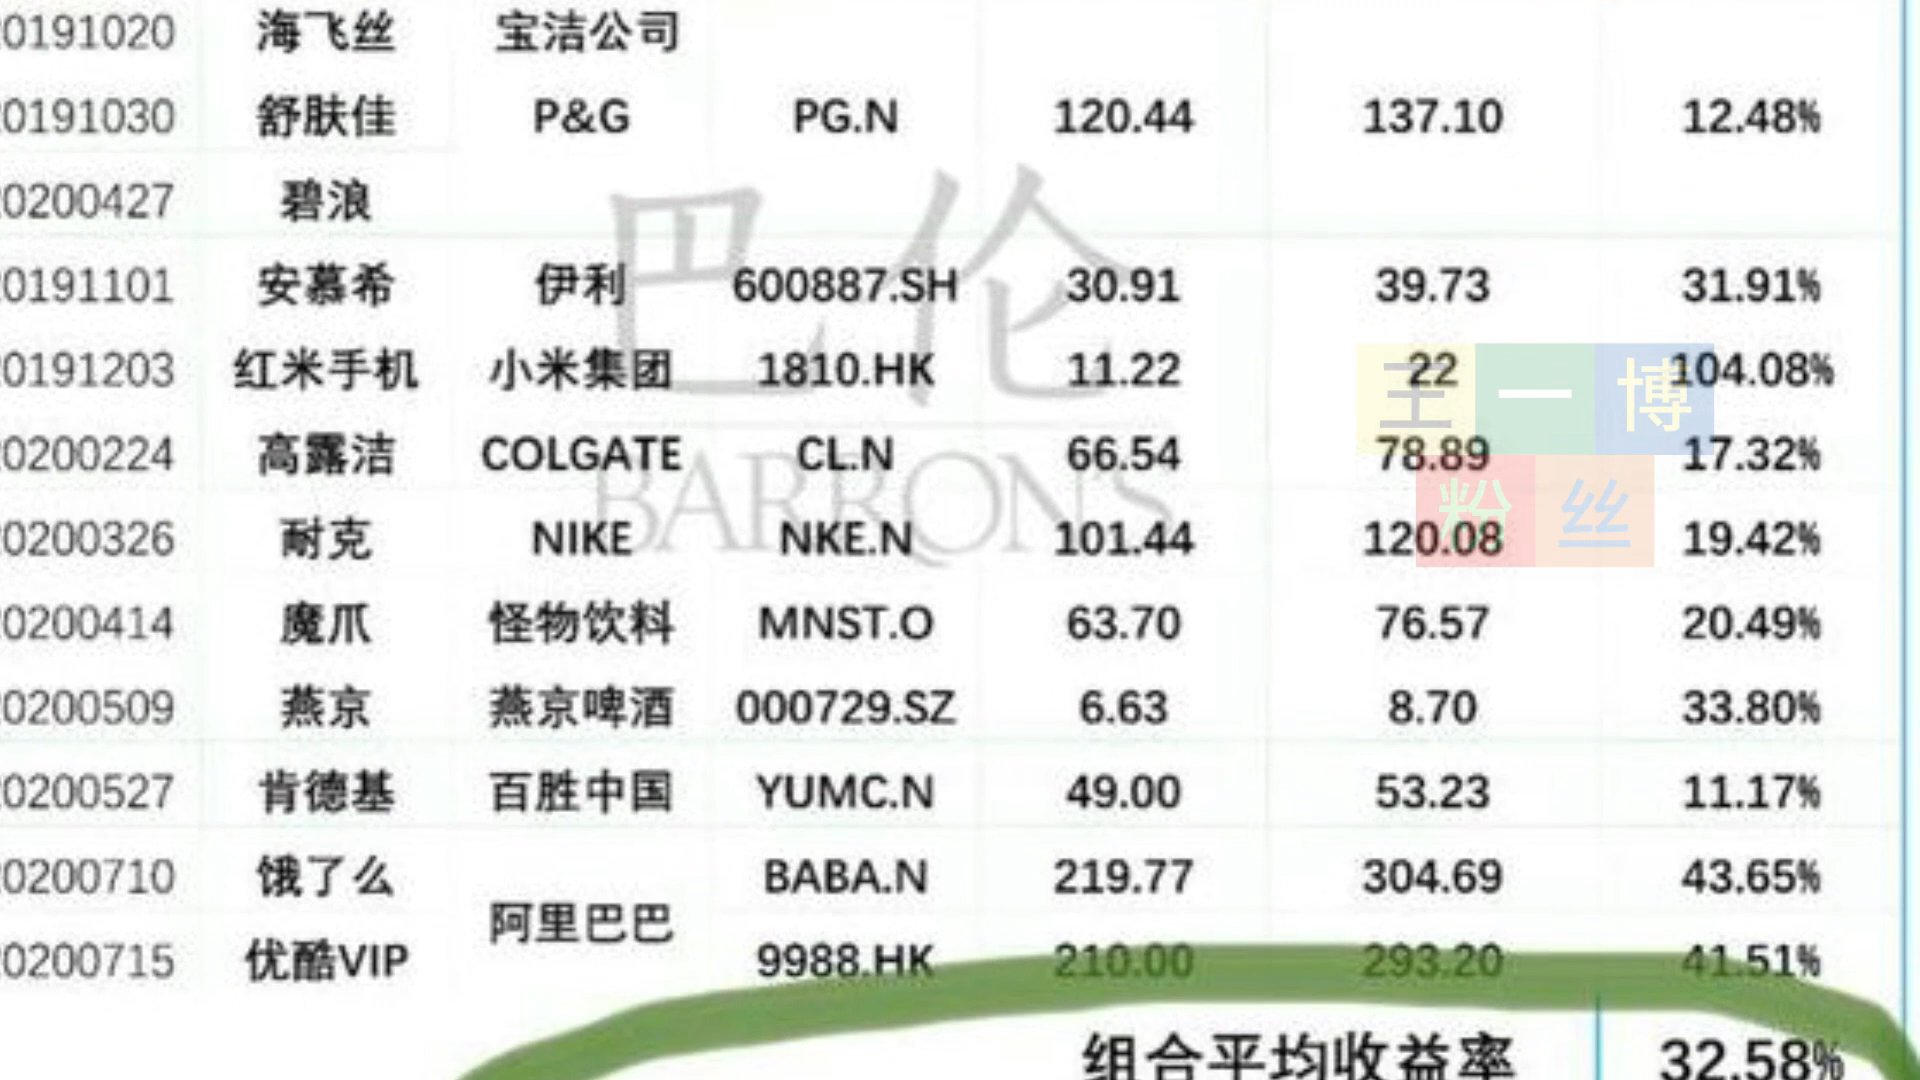 0191020 海飞丝 宝洁公司
0191030 舒肤佳 P&G PG.N 120.44 137.10 12.48%
0200427 碧浪
巴伦
0191101 安慕希 伊利 600887.SH 30.91 39.73 31.91%
0191203 红米手机 小米集团 1810.HK 11.22 22 104.08%
王一博
0200224 高露洁 COLGATE CL.N 66.54 78.89 17.32%
BARRON'S
粉丝
0200326 耐克 NIKE NKE.N 101.44 120.08 19.42%
0200414 魔爪 怪物饮料 MNST.O 63.70 76.57 20.49%
0200509 燕京 燕京啤酒 000729.SZ 6.63 8.70 33.80%
0200527 肯德基 百胜中国 YUMC.N 49.00 53.23 11.17%
0200710 饿了么 BABA.N 219.77 304.69 43.65%
阿里巴巴
0200715 优酷VIP 9988.HK 210.00 293.20 41.51%
组合平均收益率 32.58%